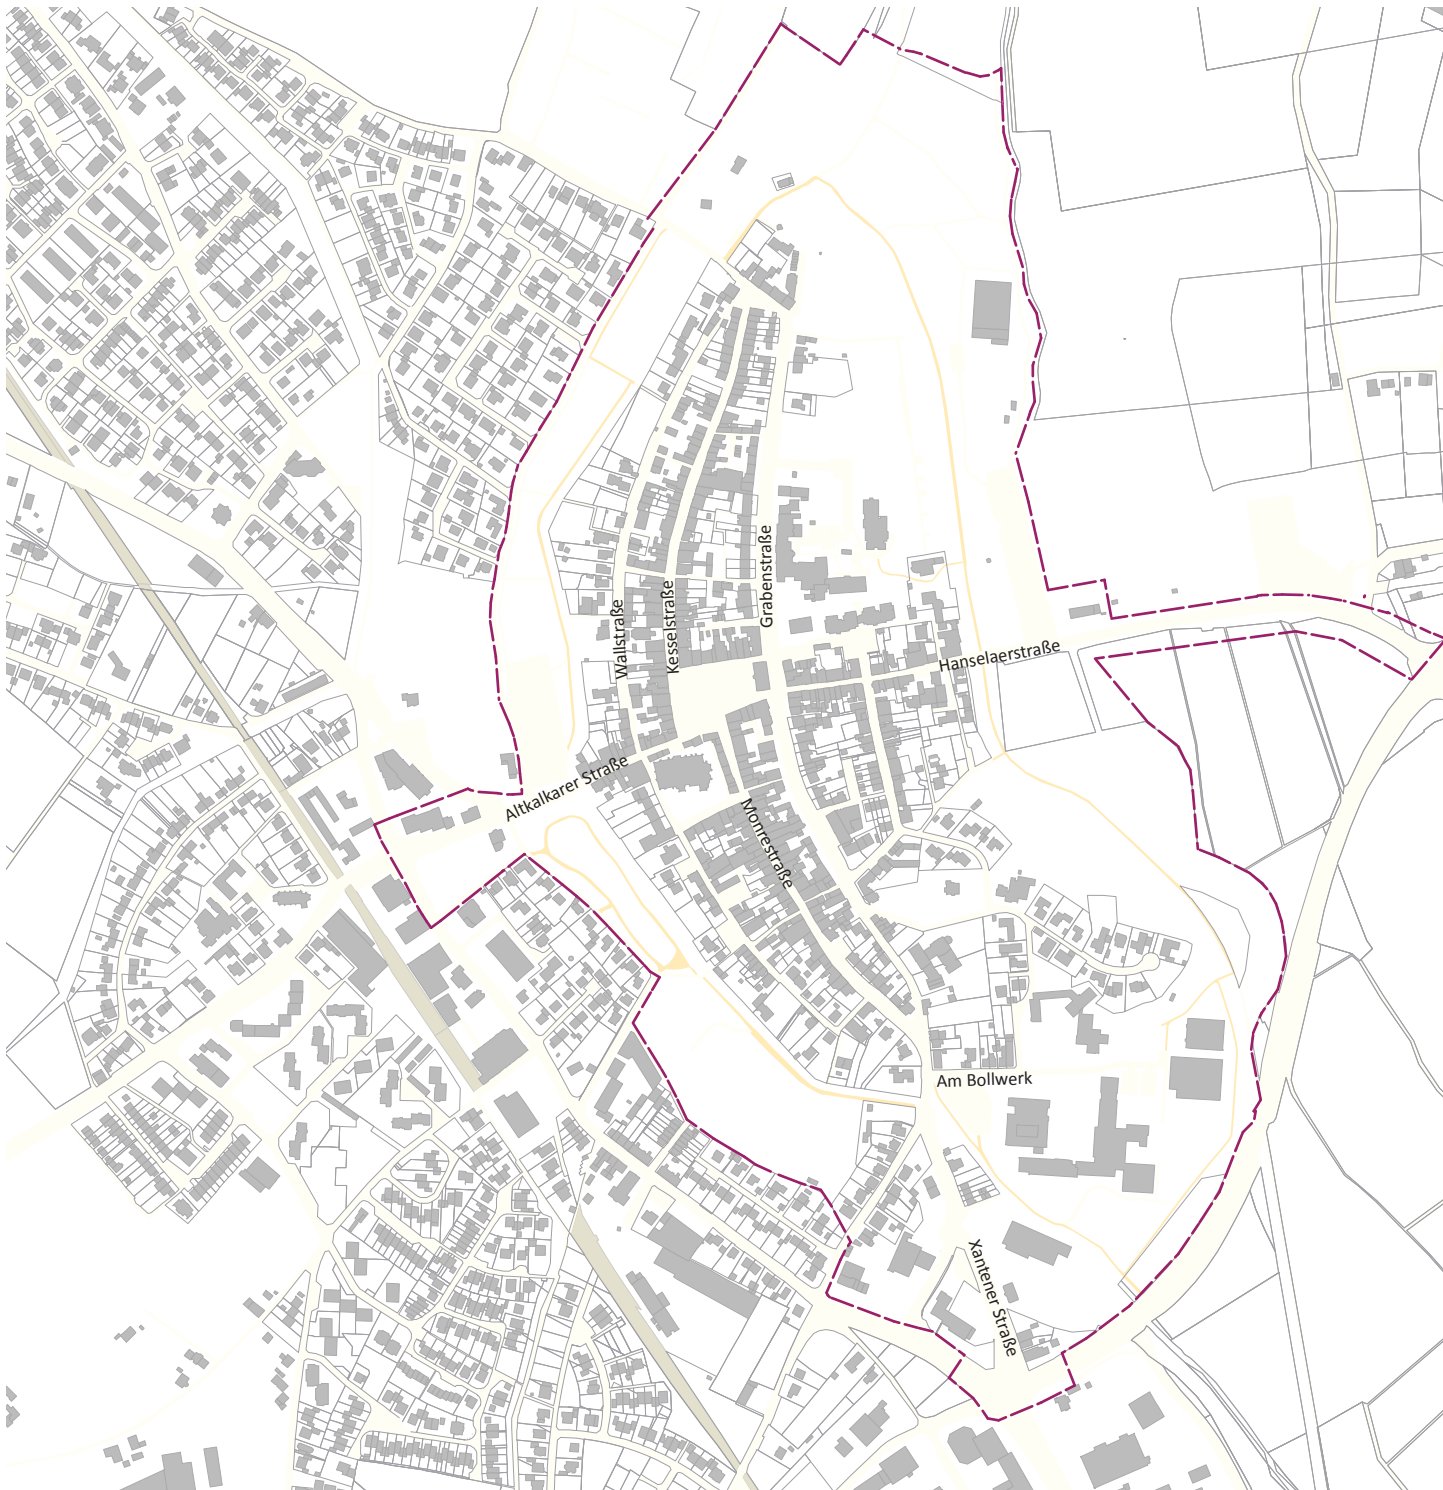 Grabenstraße
Wallstraße
Kesselstraße
Hanselaerstraße
Altkalkarer Straße
Monrestraße
Am Bollwerk
Xantener Straße